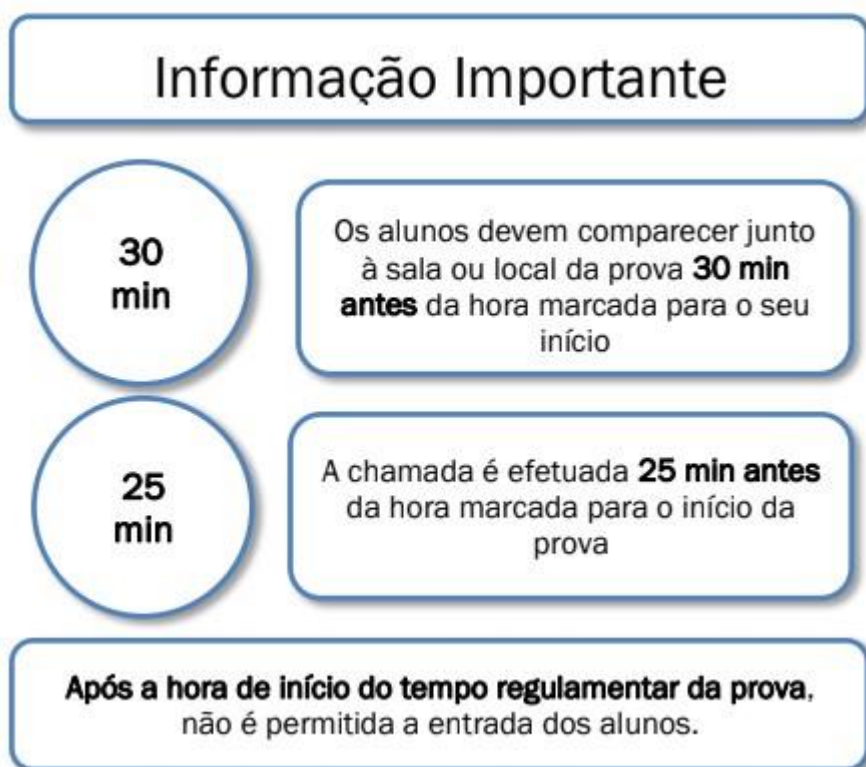 Informação Importante
30
min
Os alunos devem comparecer junto
à sala ou local da prova 30 min
antes da hora marcada para o seu
início
25
min
A chamada é efetuada 25 min antes
da hora marcada para o início da
prova
Após a hora de início do tempo regulamentar da prova,
não é permitida a entrada dos alunos.